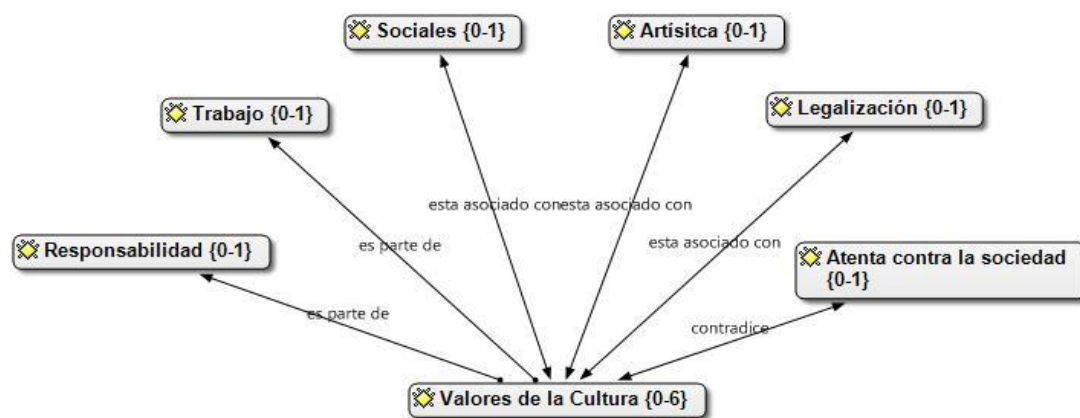 Sociales {0-1}
Artísitca {0-1}
Trabajo {0-1}
Legalización {0-1}
esta asociado con
esta asociado con
es parte de
esta asociado con
Responsabilidad {0-1}
Atenta contra la sociedad
{0-1}
es parte de
contradice
Valores de la Cultura {0-6}